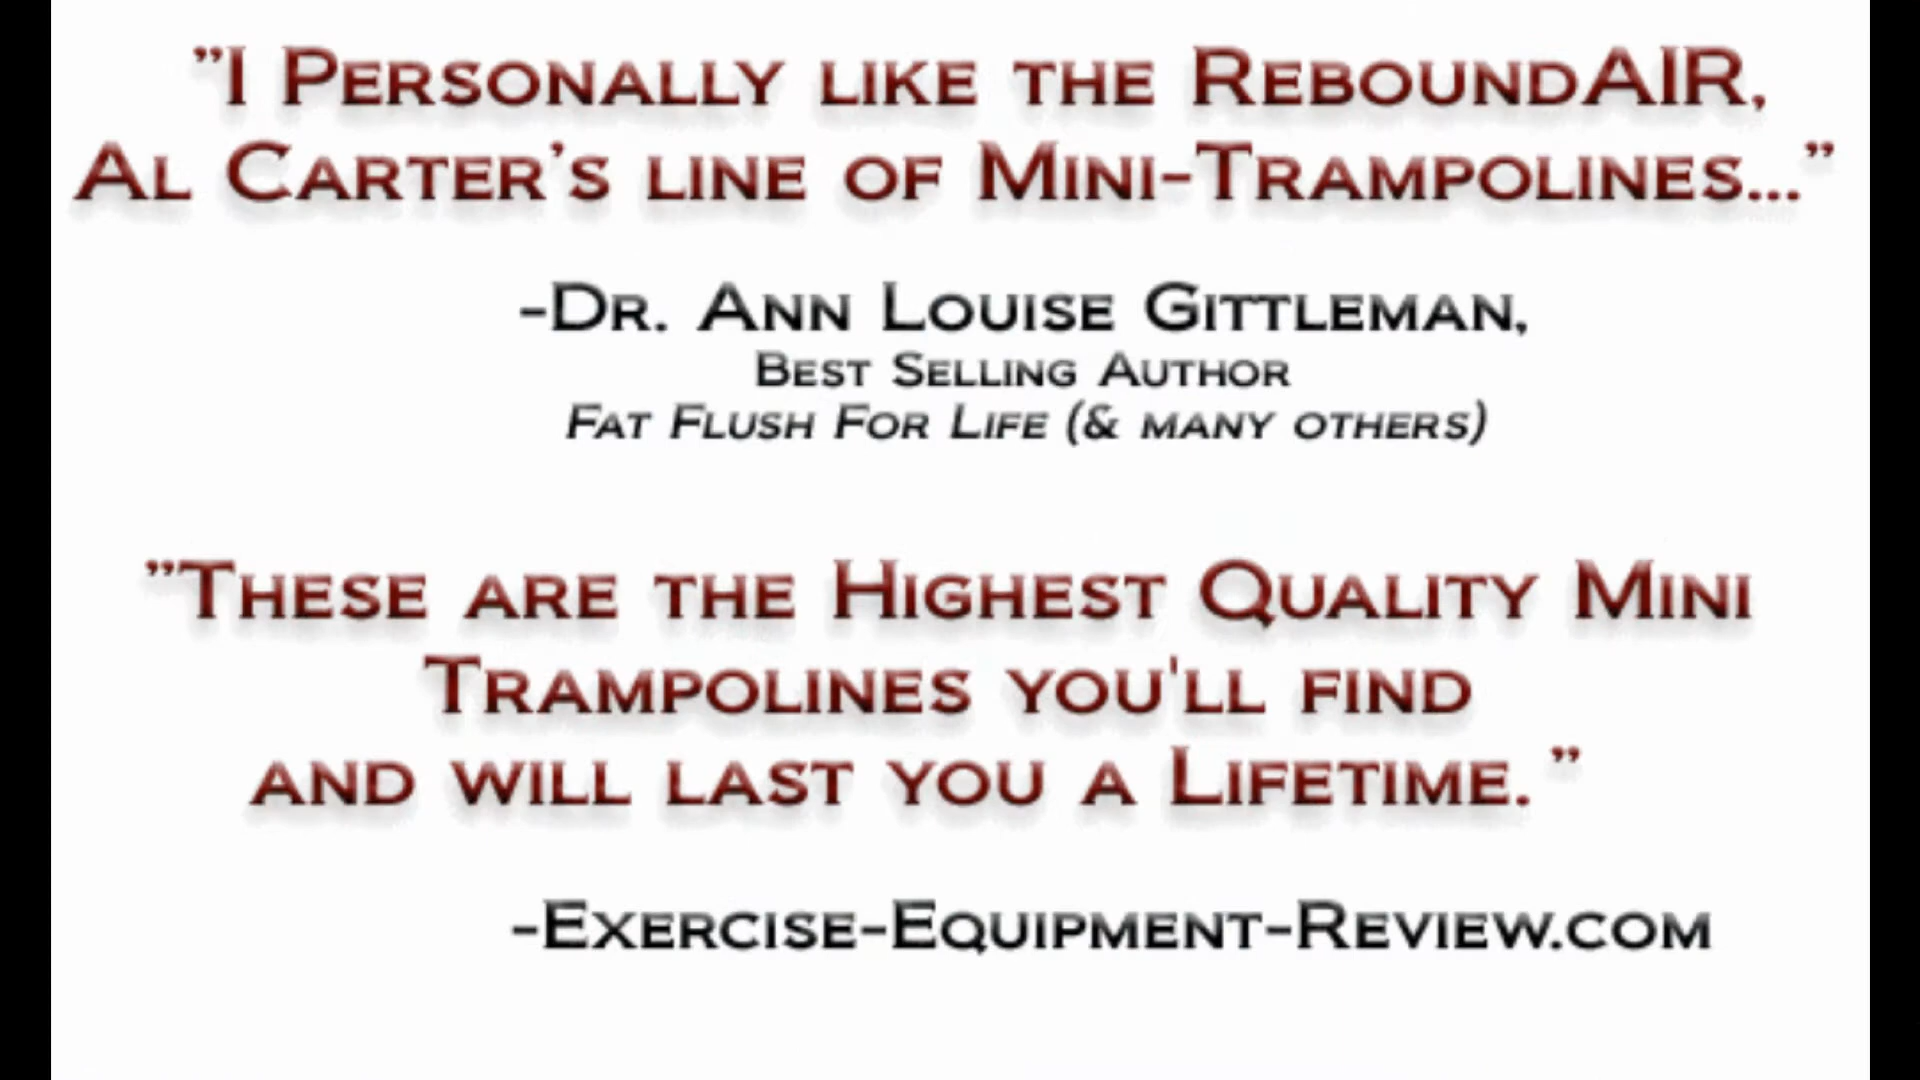 ”I Personally like the ReboundAIR,
Al Carter’s line of Mini-Trampolines...”
-Dr. Ann Louise Gittleman,
Best Selling Author
Fat Flush For Life (& many others)
”These are the Highest Quality Mini
Trampolines you'll find
and will last you a Lifetime. ”
-Exercise-Equipment-Review.com